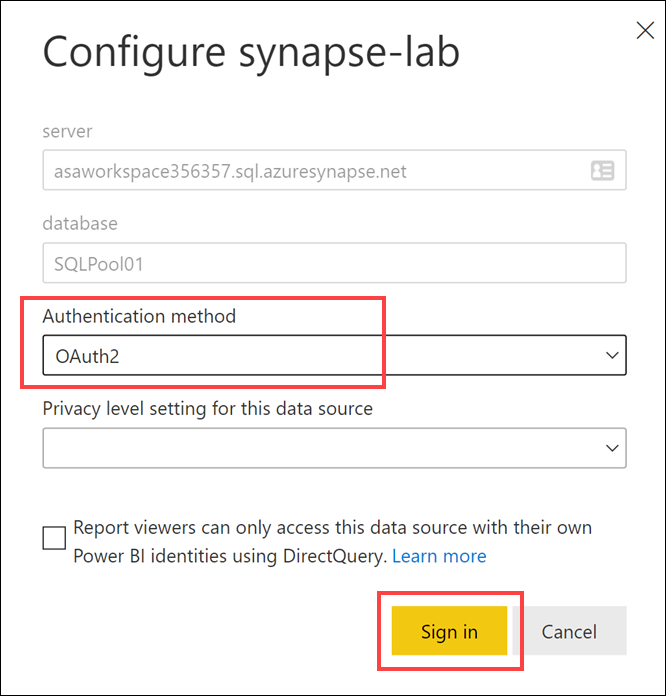 Configure synapse-lab
server
asaworkspace356357.sql.azuresynapse.net
database
SQLPool01
Authentication method
OAuth2
Privacy level setting for this data source
Report viewers can only access this data source with their own
Power BI identities using DirectQuery. Learn more
Sign in
Cancel